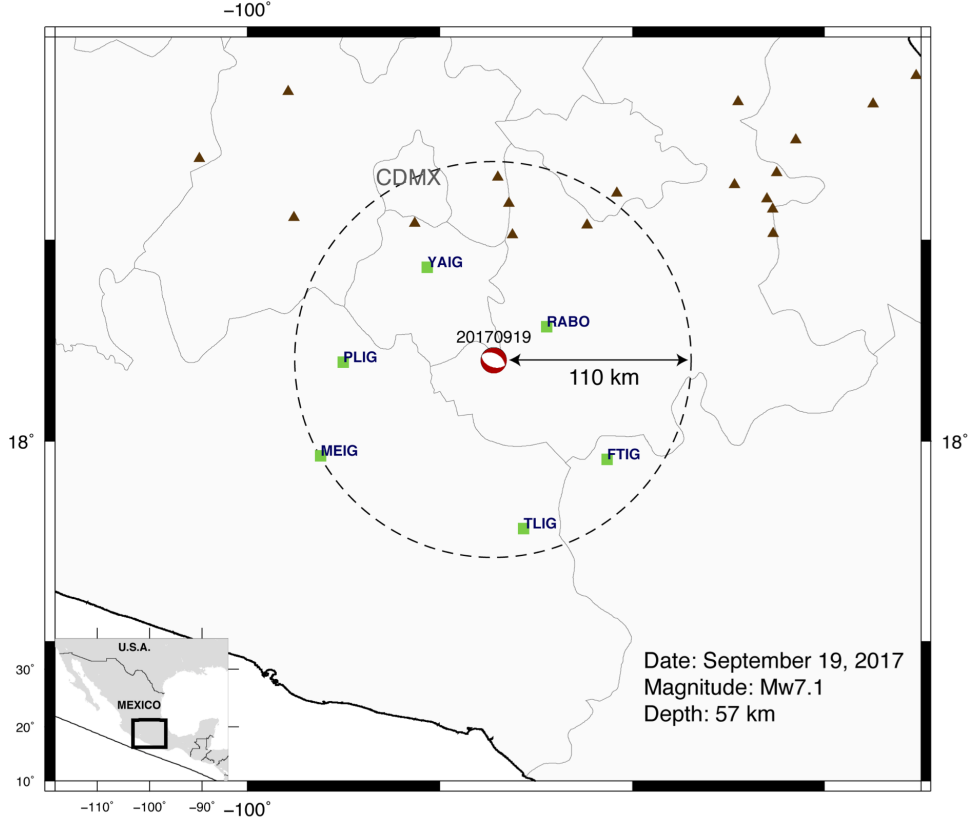 −100˚
CDMX
YAIG
RABO
20170919
PLIG
110 km
18˚
18˚
MEIG
FTIG
TLIG
U.S.A.
MEXICO
30˚
20˚
10˚
−110˚
−100˚
−90˚
Date: September 19, 2017
Magnitude: Mw7.1
Depth: 57 km
−100˚